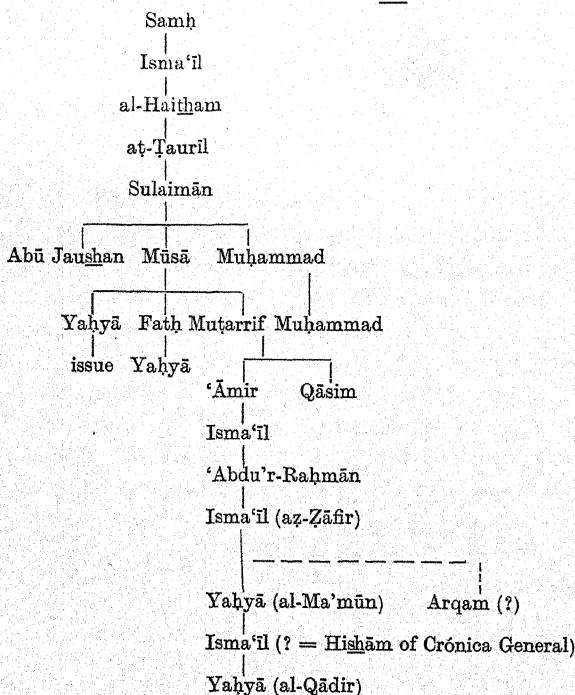 Samḥ
Isma‘īl
al-Haitham
aṭ-Ṭauril
Sulaimān
Abū Jaushan Mūsā Muḥammad
Yaḥyā Fatḥ Muṭarrif Muḥammad
issue Yaḥyā
‘Āmir Qāsim
Isma‘īl
‘Abdu’r-Raḥmān
Isma‘īl (aẓ-Ẓāfir)
Yaḥyā (al-Ma’mūn) Arqam (?)
Isma‘īl (? = Hishām of Crónica General)
Yaḥyā (al-Qādir)